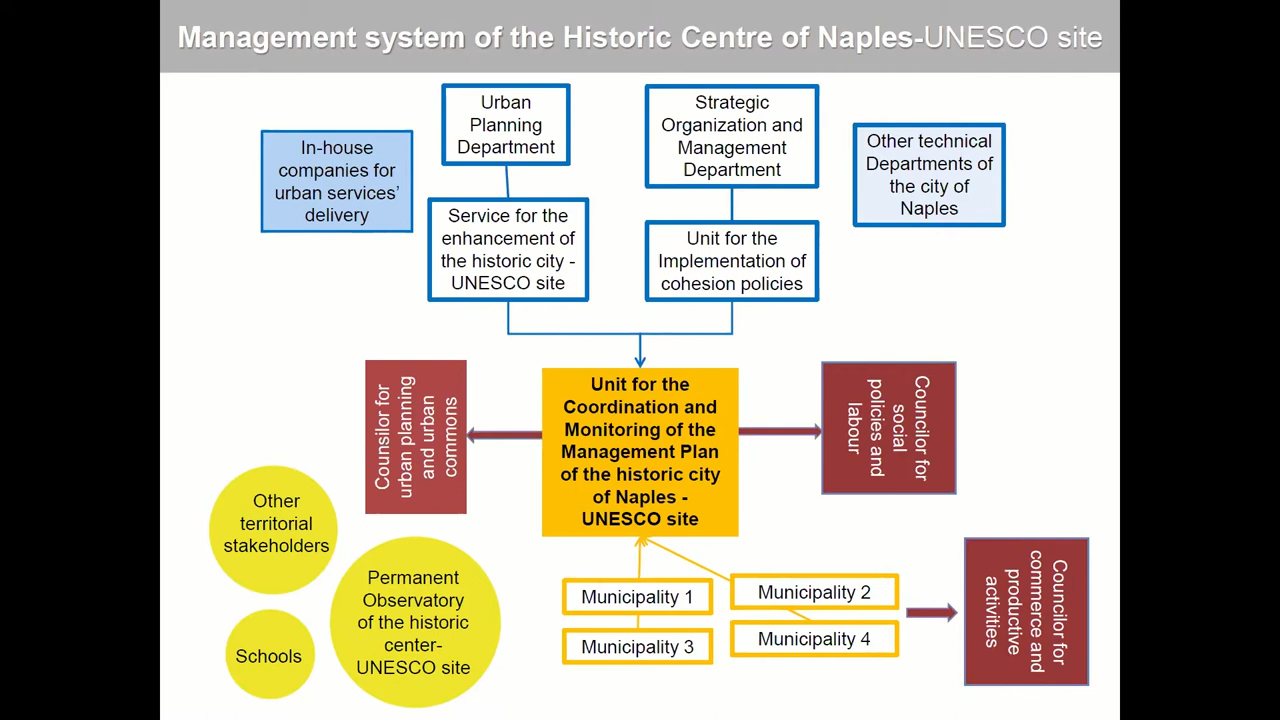 Management system of the Historic Centre of Naples-UNESCO site
Urban
Planning
Department
Strategic
Organization and
Management
Department
In-house
companies for
urban services’
delivery
Other technical
Departments of
the city of
Naples
Service for the
enhancement of
the historic city -
UNESCO site
Unit for the
Implementation of
cohesion policies
Counsilor for
urban planning
and urban
commons
Unit for the
Coordination and
Monitoring of the
Management Plan
of the historic city
of Naples -
UNESCO site
Councilor for
social
policies and
labour
Other
territorial
stakeholders
Permanent
Observatory
of the historic
center-
UNESCO site
Schools
Municipality 1
Municipality 2
Municipality 3
Municipality 4
Councilor for
commerce and
productive
activities